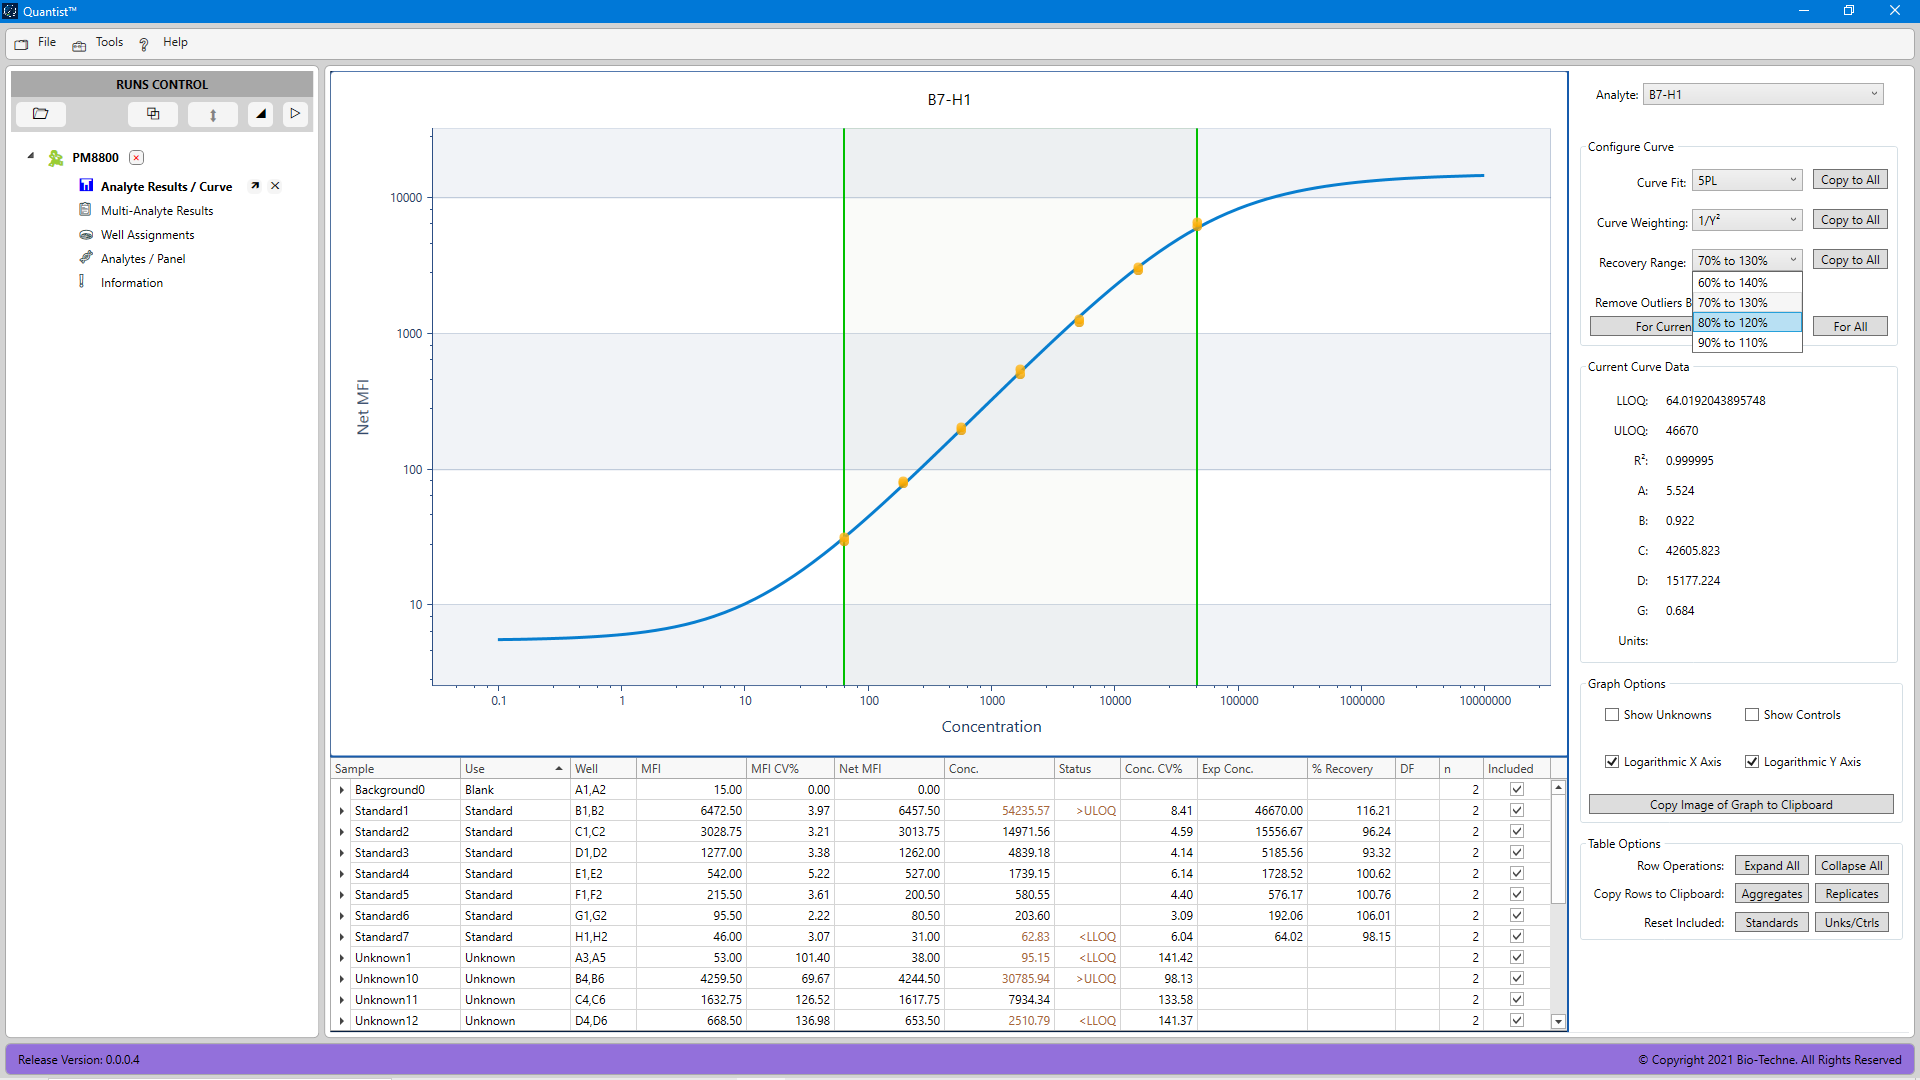 Quantist™
File Tools Help
RUNS CONTROL
PM8800
Analyte Results / Curve
Multi-Analyte Results
Well Assignments
Analytes / Panel
Information
B7-H1
10000
1000
100
10
Net MFI
0.1 1 10 100 1000 10000 100000 1000000 10000000
Concentration
Sample Use Well MFI MFI CV% Net MFI Conc. Status Conc. CV% Exp Conc. % Recovery DF n Included
Background0 Blank A1,A2 15.00 0.00 0.00 2
Standard1 Standard B1,B2 6472.50 3.97 6457.50 54235.57 >ULOQ 8.41 46670.00 116.21 2
Standard2 Standard C1,C2 3028.75 3.21 3013.75 14971.56 4.59 15556.67 96.24 2
Standard3 Standard D1,D2 1277.00 3.38 1262.00 4839.18 4.14 5185.56 93.32 2
Standard4 Standard E1,E2 542.00 5.22 527.00 1739.15 6.14 1728.52 100.62 2
Standard5 Standard F1,F2 215.50 3.61 200.50 580.55 4.40 576.17 100.76 2
Standard6 Standard G1,G2 95.50 2.22 80.50 203.60 3.09 192.06 106.01 2
Standard7 Standard H1,H2 46.00 3.07 31.00 62.83 <LLOQ 6.04 64.02 98.15 2
Unknown1 Unknown A3,A5 53.00 101.40 38.00 95.15 <LLOQ 141.42 2
Unknown10 Unknown B4,B6 4259.50 69.67 4244.50 30785.94 >ULOQ 98.13 2
Unknown11 Unknown C4,C6 1632.75 126.52 1617.75 7934.34 133.58 2
Unknown12 Unknown D4,D6 668.50 136.98 653.50 2510.79 <LLOQ 141.37 2
Analyte: B7-H1
Configure Curve
Curve Fit: 5PL Copy to All
Curve Weighting: 1/Y² Copy to All
Recovery Range: 70% to 130% Copy to All
60% to 140%
Remove Outliers B 70% to 130%
80% to 120%
For Curren For All
90% to 110%
Current Curve Data
LLOQ: 64.0192043895748
ULOQ: 46670
R²: 0.999995
A: 5.524
B: 0.922
C: 42605.823
D: 15177.224
G: 0.684
Units:
Graph Options
Show Unknowns Show Controls
Logarithmic X Axis Logarithmic Y Axis
Copy Image of Graph to Clipboard
Table Options
Row Operations: Expand All Collapse All
Copy Rows to Clipboard: Aggregates Replicates
Reset Included: Standards Unks/Ctrls
Release Version: 0.0.0.4
© Copyright 2021 Bio-Techne. All Rights Reserved